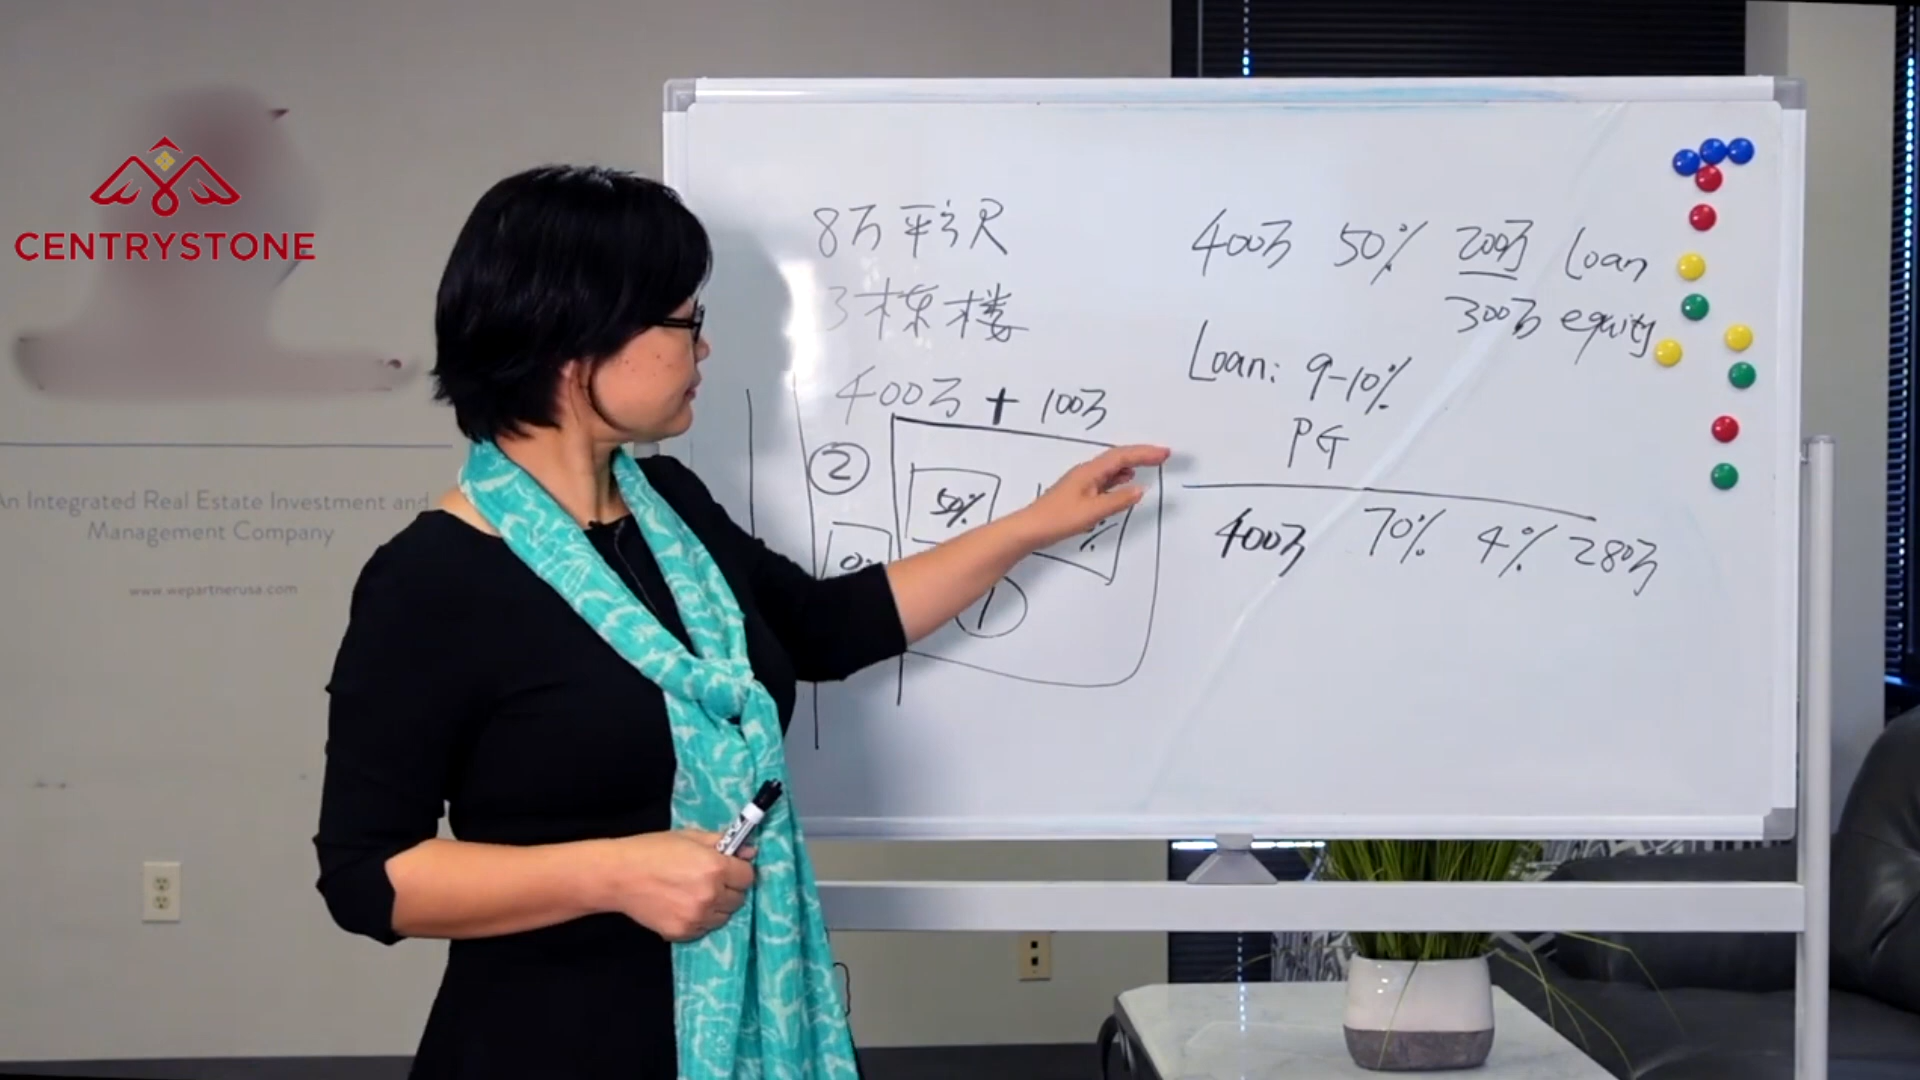 CENTRYSTONE
An Integrated Real Estate Investment and
Management Company
www.wepartnerusa.com
8万平方尺
3栋楼
400万 + 100万
②
50%
%
①
400万 50% 200万 Loan
300万 equity
Loan: 9-10%
PG
400万 70% 4% 280万
EXPO